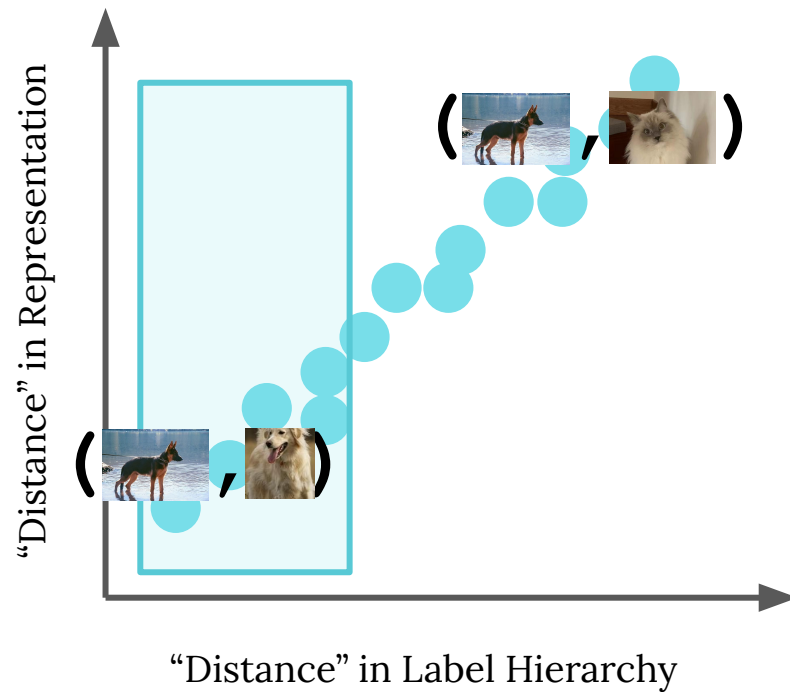 “Distance” in Representation
( , )
( , )
“Distance” in Label Hierarchy